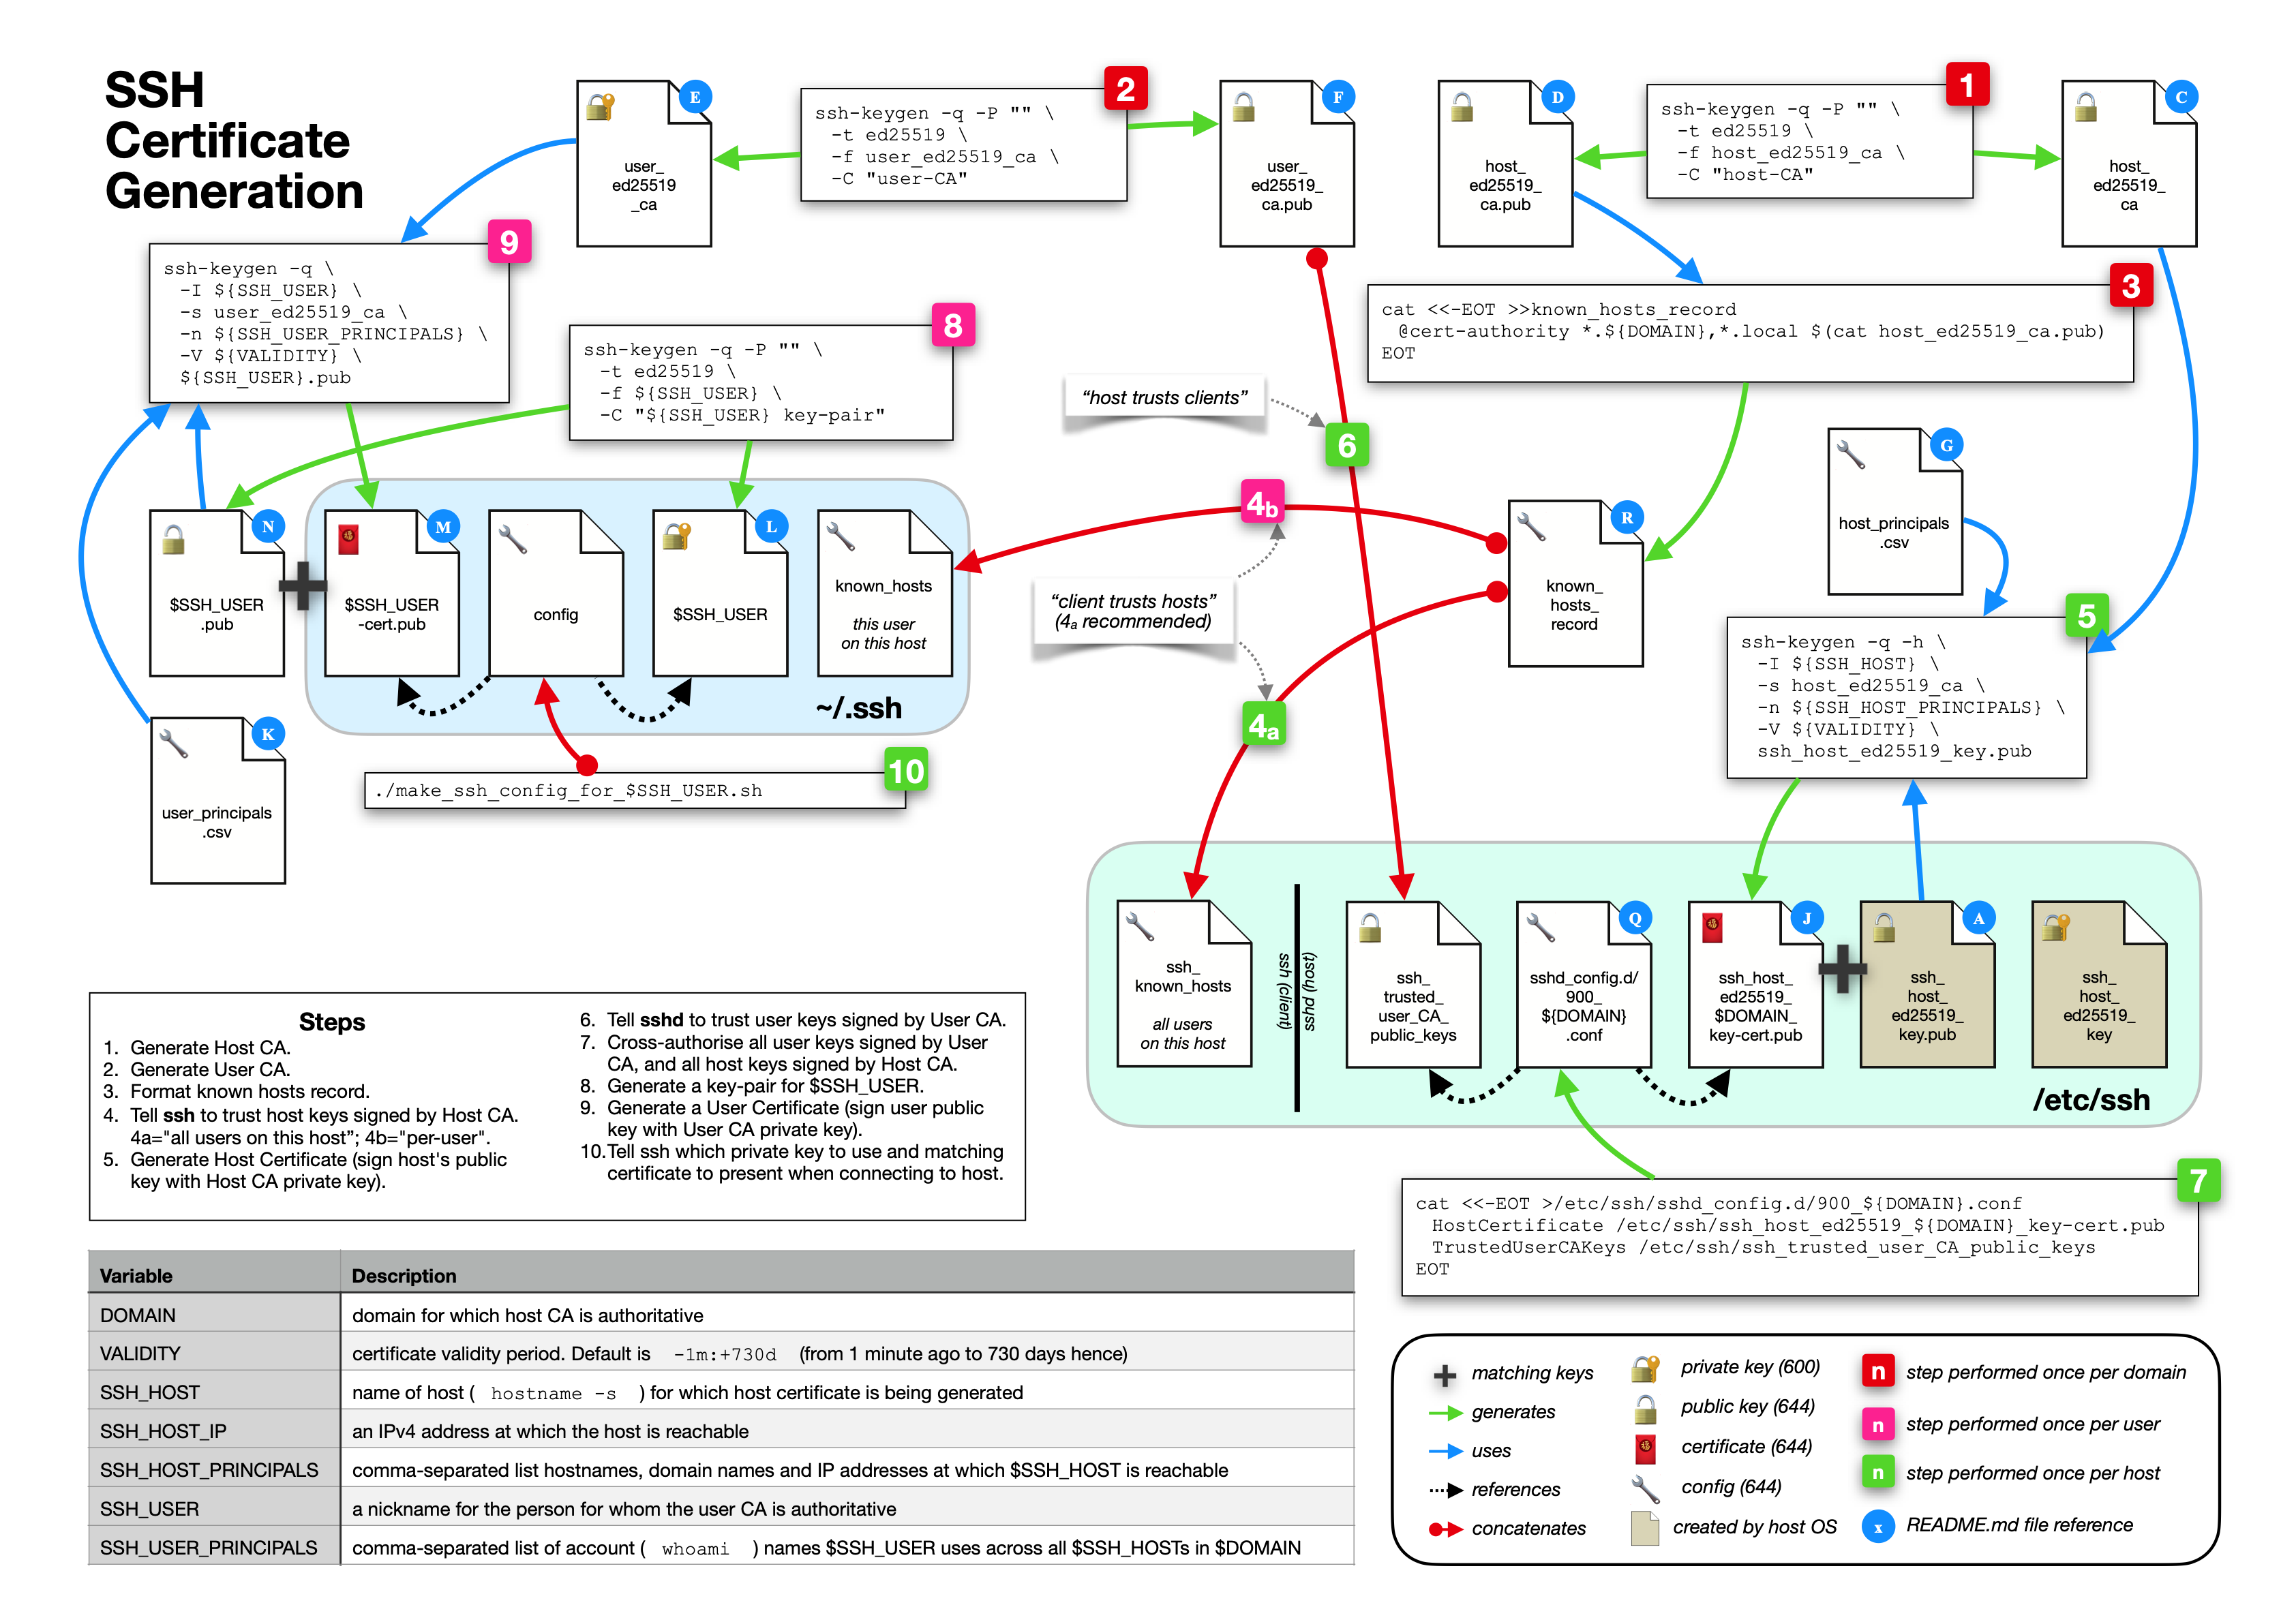 SSH
Certificate
Generation
E
user_
ed25519
_ca
2
ssh-keygen -q -P "" \
-t ed25519 \
-f user_ed25519_ca \
-C "user-CA"
F
user_
ed25519_
ca.pub
D
host_
ed25519_
ca.pub
1
ssh-keygen -q -P "" \
-t ed25519 \
-f host_ed25519_ca \
-C "host-CA"
C
host_
ed25519_
ca
9
ssh-keygen -q \
-I ${SSH_USER} \
-s user_ed25519_ca \
-n ${SSH_USER_PRINCIPALS} \
-V ${VALIDITY} \
${SSH_USER}.pub
8
ssh-keygen -q -P "" \
-t ed25519 \
-f ${SSH_USER} \
-C "${SSH_USER} key-pair"
3
cat <<-EOT >>known_hosts_record
@cert-authority *.${DOMAIN},*.local $(cat host_ed25519_ca.pub)
EOT
“host trusts clients”
6
4b
“client trusts hosts”
(4a recommended)
4a
R
known_
hosts_
record
G
host_principals
.csv
5
ssh-keygen -q -h \
-I ${SSH_HOST} \
-s host_ed25519_ca \
-n ${SSH_HOST_PRINCIPALS} \
-V ${VALIDITY} \
ssh_host_ed25519_key.pub
N
$SSH_USER
.pub
M
$SSH_USER
-cert.pub
config
L
$SSH_USER
known_hosts
this user
on this host
~/.ssh
K
user_principals
.csv
10
./make_ssh_config_for_$SSH_USER.sh
ssh_
known_hosts
all users
on this host
ssh (client)
sshd (host)
ssh_
trusted_
user_CA_
public_keys
Q
sshd_config.d/
900_
${DOMAIN}
.conf
J
ssh_host_
ed25519_
$DOMAIN_
key-cert.pub
A
ssh_
host_
ed25519_
key.pub
ssh_
host_
ed25519_
key
/etc/ssh
7
cat <<-EOT >/etc/ssh/sshd_config.d/900_${DOMAIN}.conf
HostCertificate /etc/ssh/ssh_host_ed25519_${DOMAIN}_key-cert.pub
TrustedUserCAKeys /etc/ssh/ssh_trusted_user_CA_public_keys
EOT
Steps
1. Generate Host CA.
2. Generate User CA.
3. Format known hosts record.
4. Tell ssh to trust host keys signed by Host CA.
4a="all users on this host”; 4b="per-user".
5. Generate Host Certificate (sign host's public
key with Host CA private key).
6. Tell sshd to trust user keys signed by User CA.
7. Cross-authorise all user keys signed by User
CA, and all host keys signed by Host CA.
8. Generate a key-pair for $SSH_USER.
9. Generate a User Certificate (sign user public
key with User CA private key).
10.Tell ssh which private key to use and matching
certificate to present when connecting to host.
Variable Description
DOMAIN domain for which host CA is authoritative
VALIDITY certificate validity period. Default is -1m:+730d (from 1 minute ago to 730 days hence)
SSH_HOST name of host ( hostname -s ) for which host certificate is being generated
SSH_HOST_IP an IPv4 address at which the host is reachable
SSH_HOST_PRINCIPALS comma-separated list hostnames, domain names and IP addresses at which $SSH_HOST is reachable
SSH_USER a nickname for the person for whom the user CA is authoritative
SSH_USER_PRINCIPALS comma-separated list of account ( whoami ) names $SSH_USER uses across all $SSH_HOSTs in $DOMAIN
matching keys
generates
uses
references
concatenates
private key (600)
public key (644)
certificate (644)
config (644)
created by host OS
n step performed once per domain
n step performed once per user
n step performed once per host
x README.md file reference